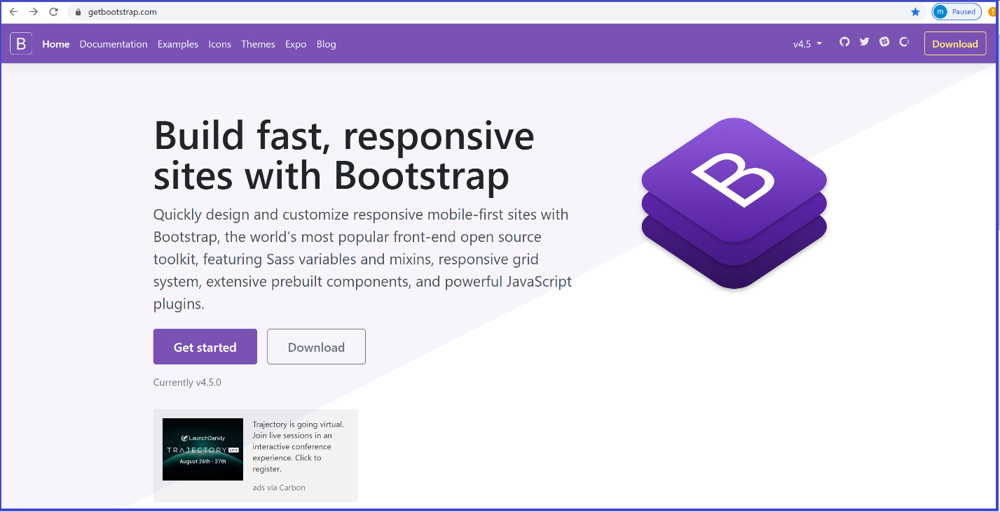 getbootstrap.com
m Paused
B Home Documentation Examples Icons Themes Expo Blog v4.5 Download
Build fast, responsive
sites with Bootstrap
B
Quickly design and customize responsive mobile-first sites with
Bootstrap, the world’s most popular front-end open source
toolkit, featuring Sass variables and mixins, responsive grid
system, extensive prebuilt components, and powerful JavaScript
plugins.
Get started Download
Currently v4.5.0
LaunchDarkly
TRAJECTORY LIVE
August 26th - 27th
Trajectory is going virtual.
Join live sessions in an
interactive conference
experience. Click to
register.
ads via Carbon